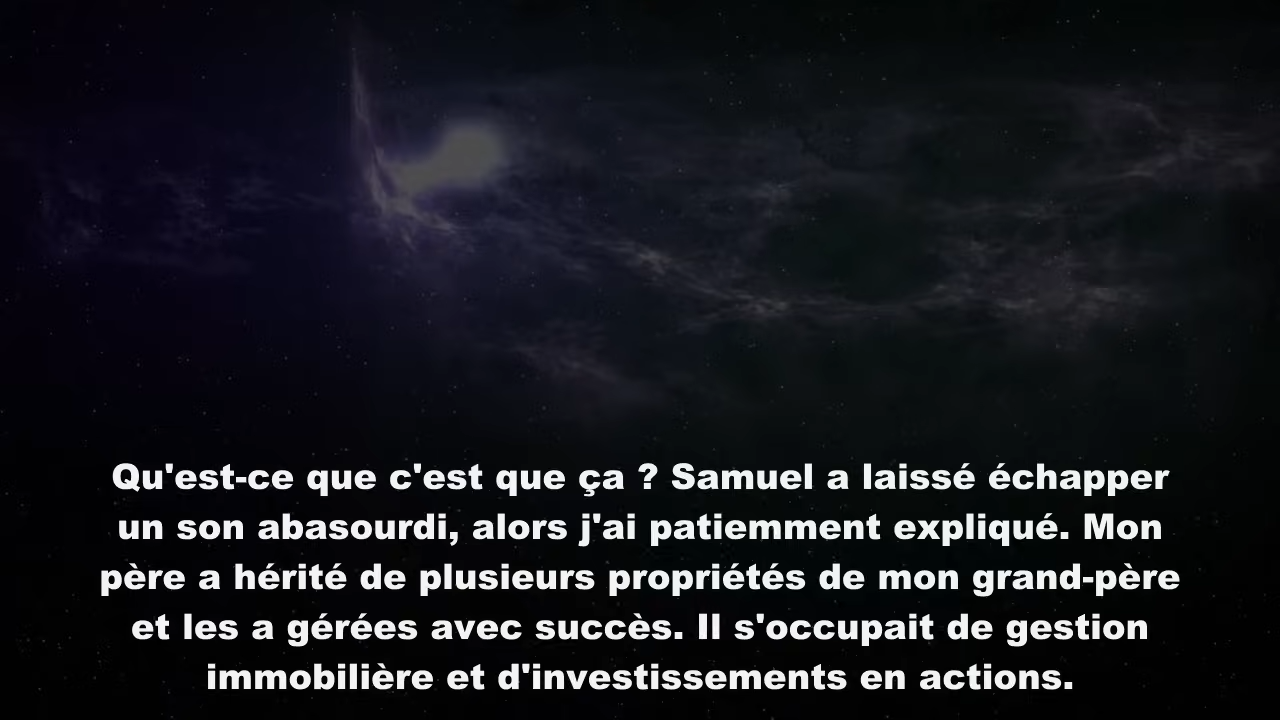 Qu'est-ce que c'est que ça ? Samuel a laissé échapper
un son abasourdi, alors j'ai patiemment expliqué. Mon
père a hérité de plusieurs propriétés de mon grand-père
et les a gérées avec succès. Il s'occupait de gestion
immobilière et d'investissements en actions.